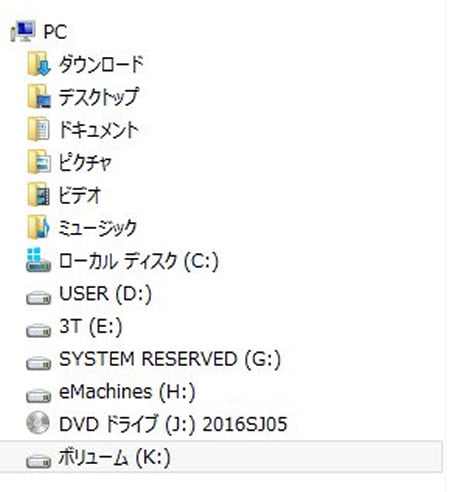 PC
ダウンロード
デスクトップ
ドキュメント
ピクチャ
ビデオ
ミュージック
ローカル ディスク (C:)
USER (D:)
3T (E:)
SYSTEM RESERVED (G:)
eMachines (H:)
DVD ドライブ (J:) 2016SJ05
ボリューム (K:)